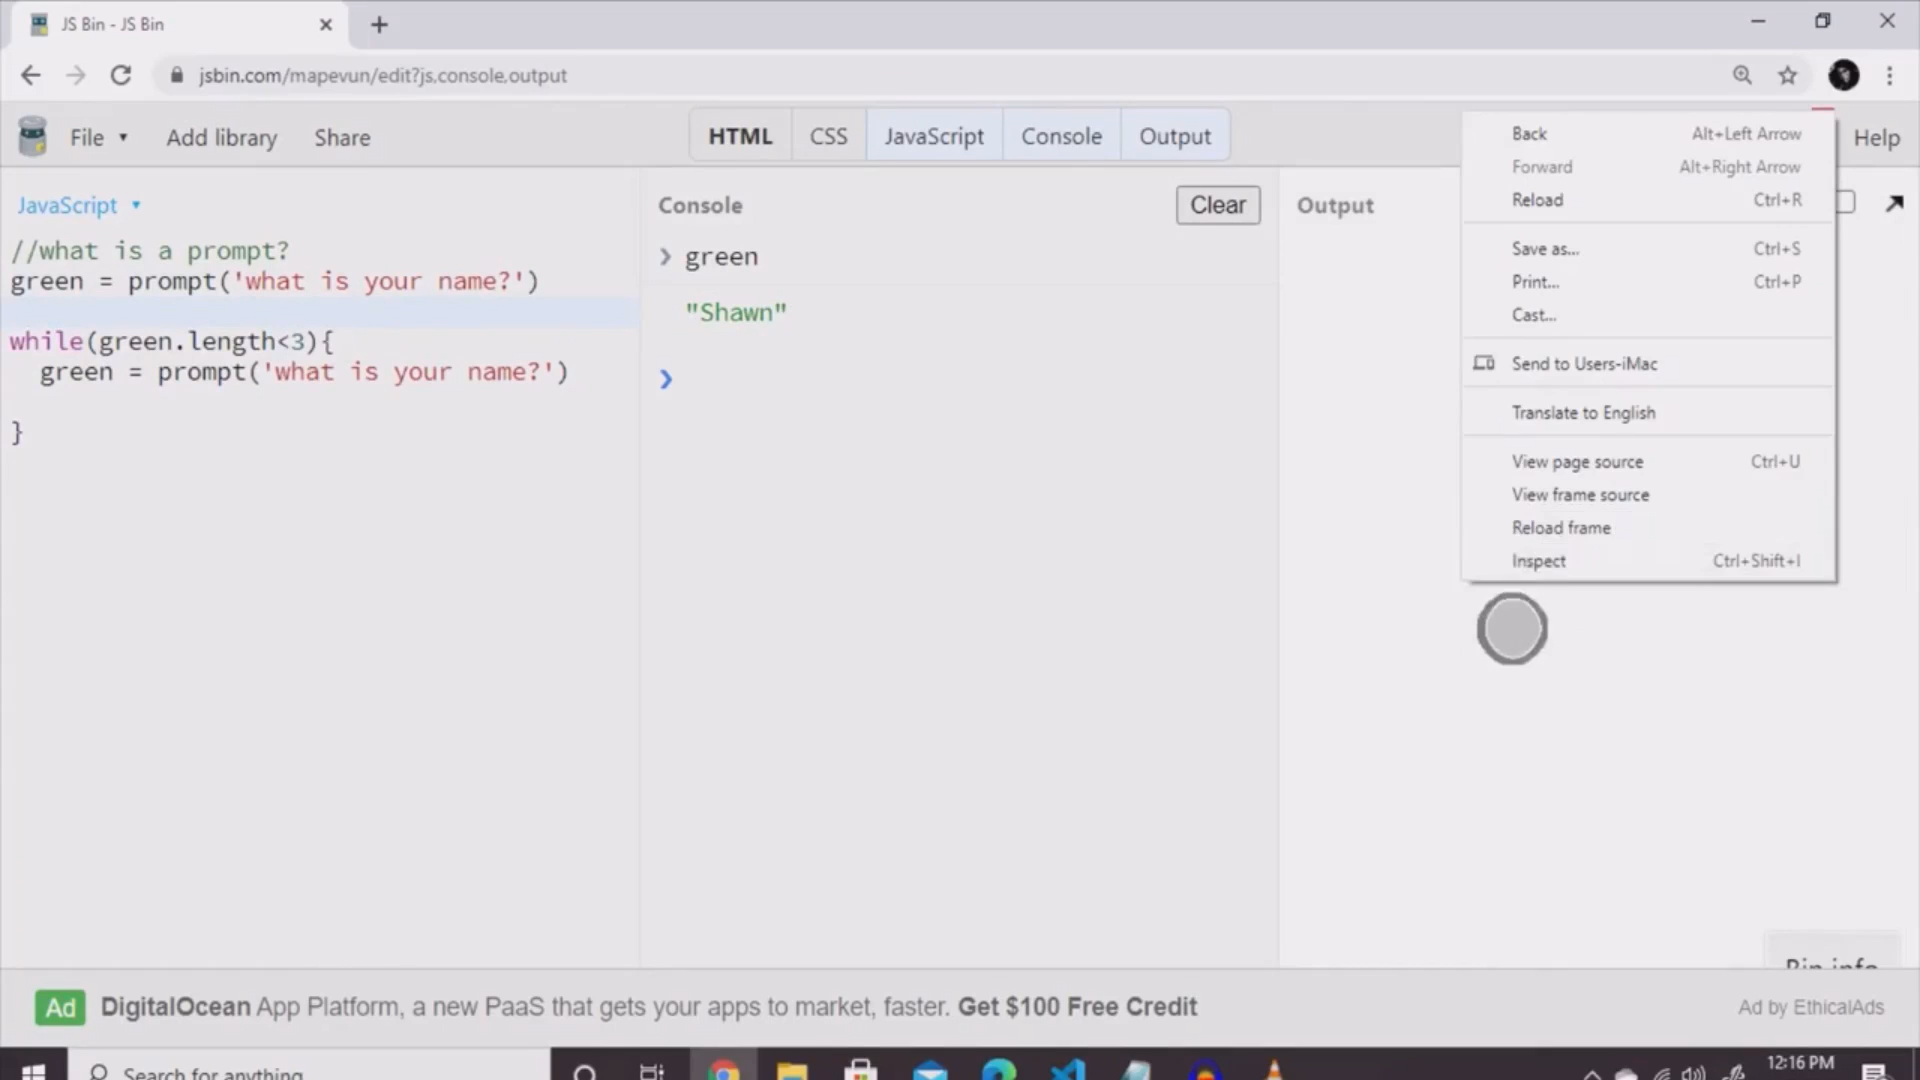 JS Bin - JS Bin
jsbin.com/mapevun/edit?js,console,output
File
Add library
Share
HTML
CSS
JavaScript
Console
Output
Help
JavaScript
//what is a prompt?
green = prompt('what is your name?')
while(green.length<3){
green = prompt('what is your name?')
}
Console
Clear
green
"Shawn"
Output
Back Alt+Left Arrow
Forward Alt+Right Arrow
Reload Ctrl+R
Save as... Ctrl+S
Print... Ctrl+P
Cast...
Send to Users-iMac
Translate to English
View page source Ctrl+U
View frame source
Reload frame
Inspect Ctrl+Shift+I
Bin info
Ad DigitalOcean App Platform, a new PaaS that gets your apps to market, faster. Get $100 Free Credit
Ad by EthicalAds
Search for anything
12:16 PM